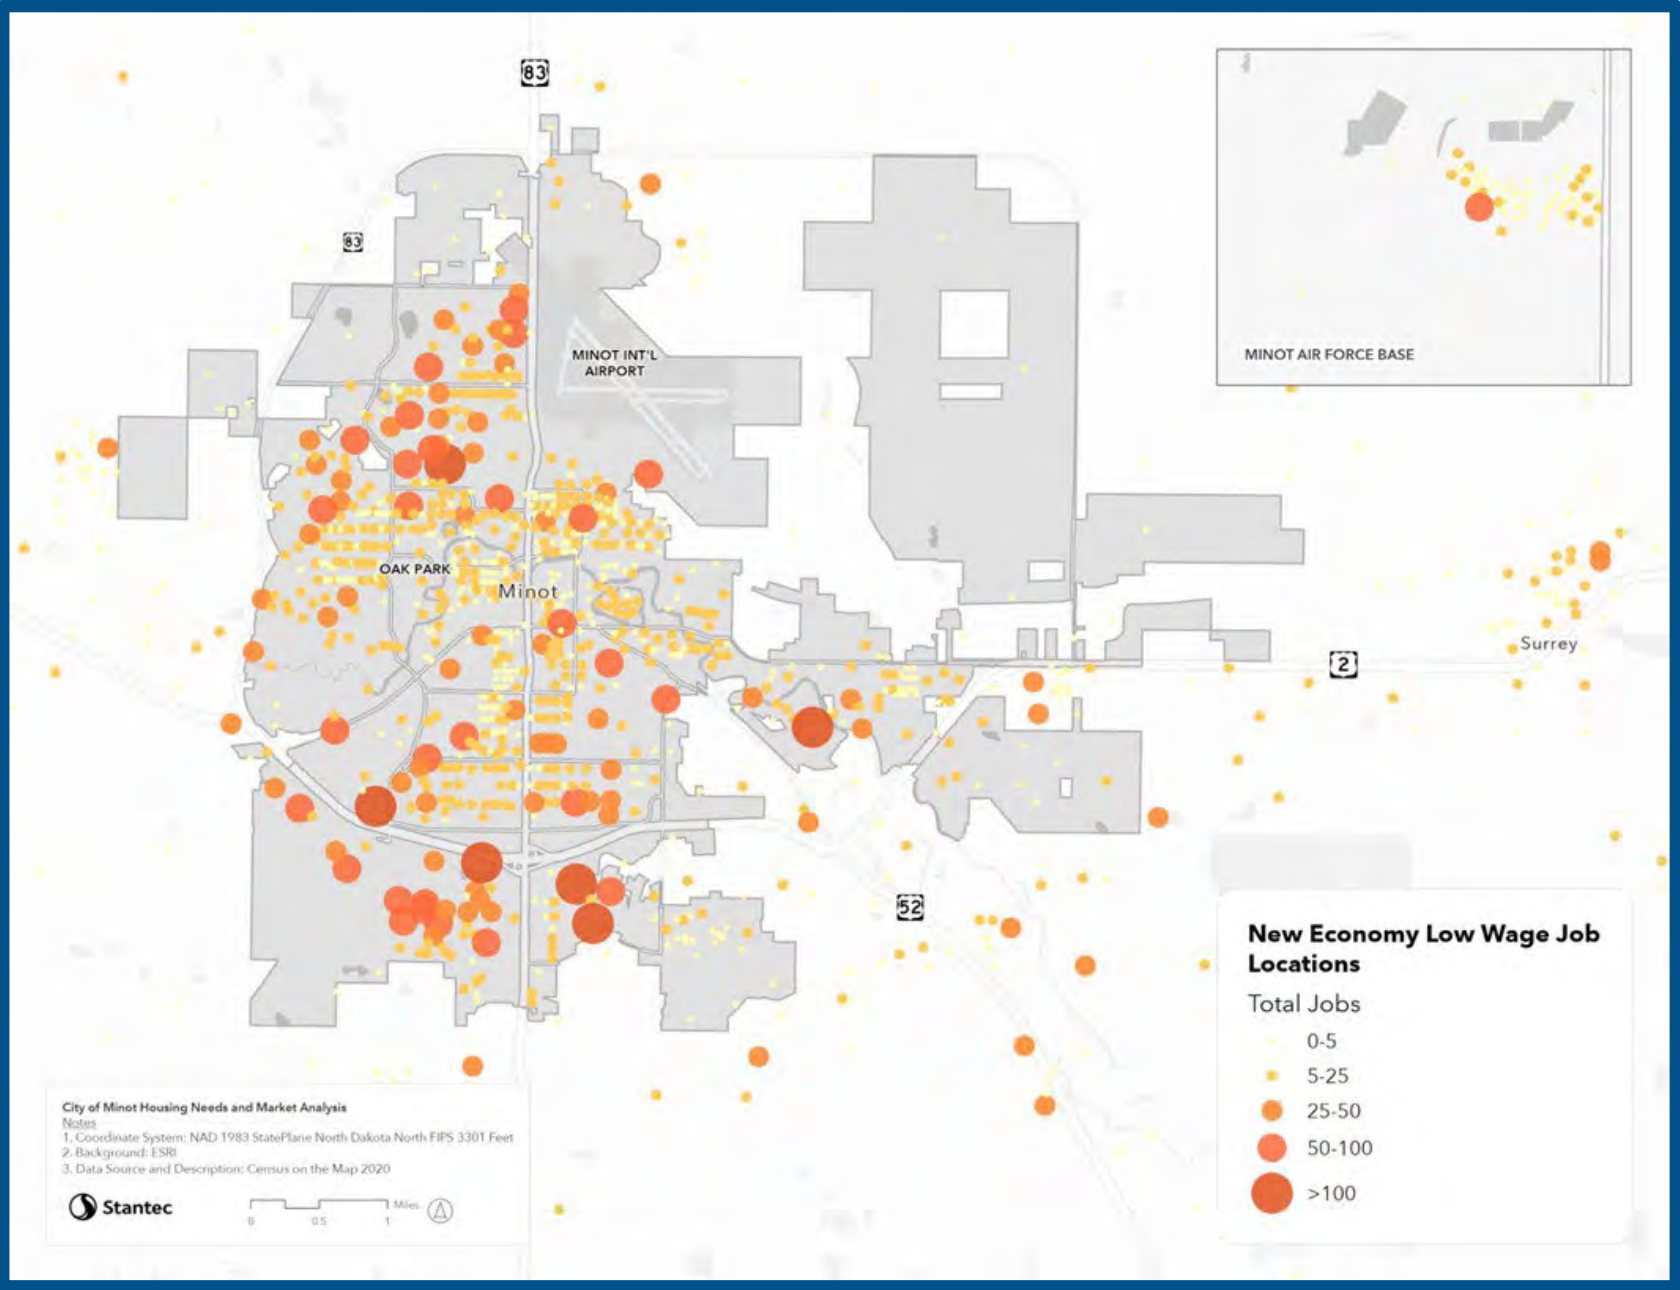 83
83
MINOT INT'L
AIRPORT
MINOT AIR FORCE BASE
OAK PARK
Minot
Surrey
2
52
New Economy Low Wage Job
Locations
Total Jobs
0-5
5-25
25-50
50-100
>100
City of Minot Housing Needs and Market Analysis
Notes
1. Coordinate System: NAD 1983 StatePlane North Dakota North FIPS 3301 Feet
2. Background: ESRI
3. Data Source and Description: Census on the Map 2020
Stantec
Miles
0 0.5 1